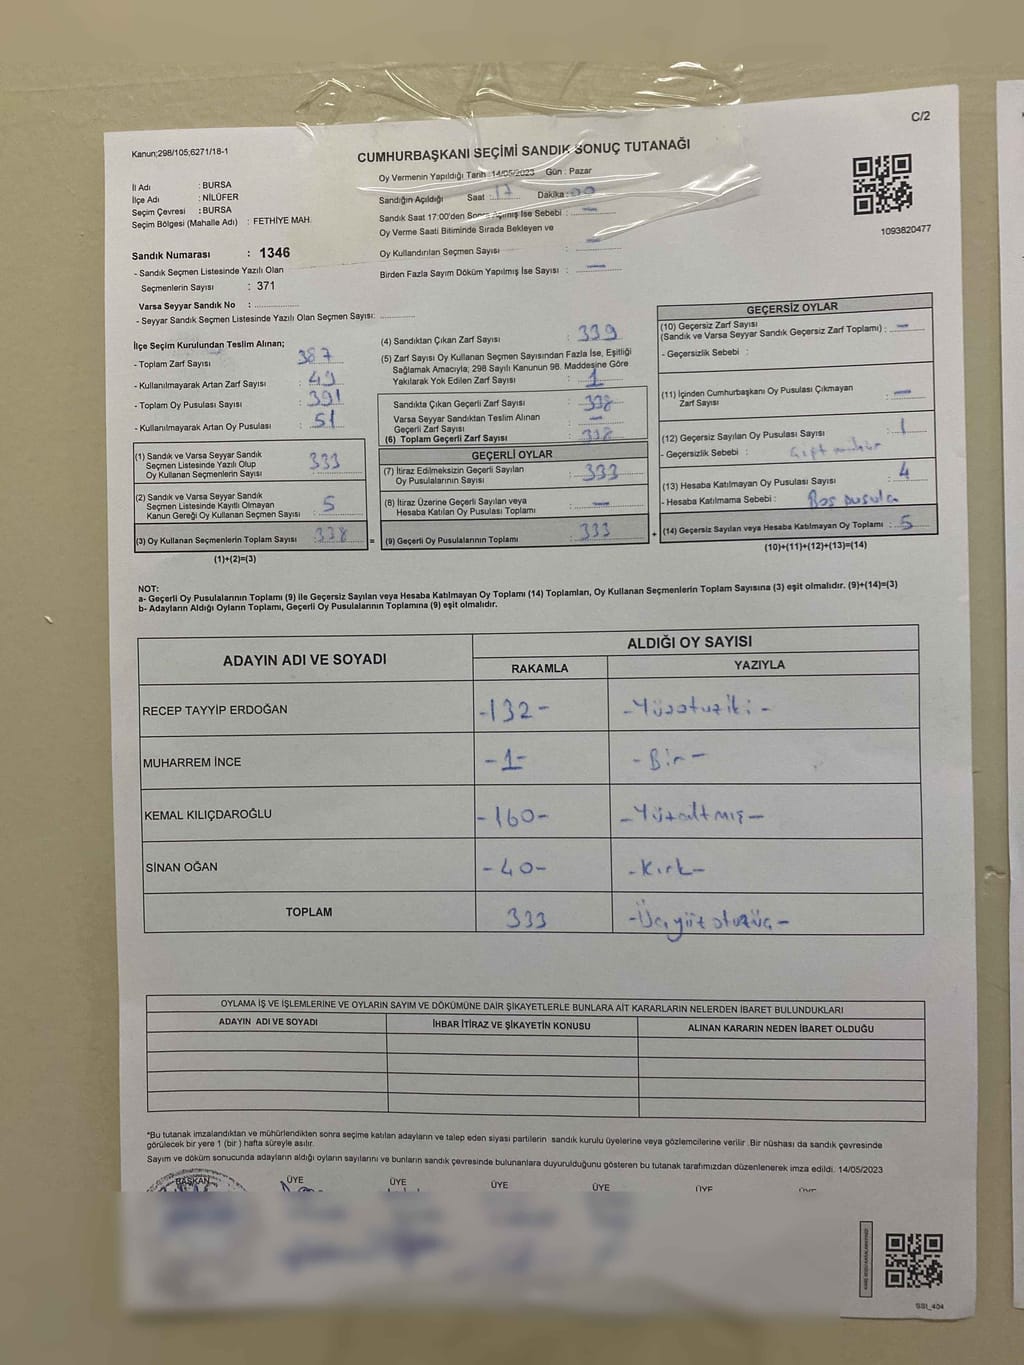 C/2
Kanun;298/105;6271/18-1
CUMHURBAŞKANI SEÇİMİ SANDIK SONUÇ TUTANAĞI
İl Adı : BURSA
İlçe Adı : NİLÜFER
Seçim Çevresi : BURSA
Seçim Bölgesi (Mahalle Adı) : FETHİYE MAH.
Oy Vermenin Yapıldığı Tarih :14/05/2023 Gün : Pazar
Sandığın Açıldığı Saat : 17 Dakika : 00
Sandık Saat 17:00'den Sonra Açılmış İse Sebebi : —
Oy Verme Saati Bitiminde Sırada Bekleyen ve
Oy Kullandırılan Seçmen Sayısı : —
Birden Fazla Sayım Döküm Yapılmış İse Sayısı : —
1093820477
Sandık Numarası : 1346
- Sandık Seçmen Listesinde Yazılı Olan
Seçmenlerin Sayısı : 371
Varsa Seyyar Sandık No :
- Seyyar Sandık Seçmen Listesinde Yazılı Olan Seçmen Sayısı:
İlçe Seçim Kurulundan Teslim Alınan;
- Toplam Zarf Sayısı : 387
- Kullanılmayarak Artan Zarf Sayısı : 49
- Toplam Oy Pusulası Sayısı : 391
- Kullanılmayarak Artan Oy Pusulası : 51
(1) Sandık ve Varsa Seyyar Sandık
Seçmen Listesinde Yazılı Olup
Oy Kullanan Seçmenlerin Sayısı : 333
(2) Sandık ve Varsa Seyyar Sandık
Seçmen Listesinde Kayıtlı Olmayan
Kanun Gereği Oy Kullanan Seçmen Sayısı : 5
(3) Oy Kullanan Seçmenlerin Toplam Sayısı : 338
(1)+(2)=(3)
(4) Sandıktan Çıkan Zarf Sayısı : 339
(5) Zarf Sayısı Oy Kullanan Seçmen Sayısından Fazla İse, Eşitliği
Sağlamak Amacıyla; 298 Sayılı Kanunun 98. Maddesine Göre
Yakılarak Yok Edilen Zarf Sayısı : 1
Sandıkta Çıkan Geçerli Zarf Sayısı : 338
Varsa Seyyar Sandıktan Teslim Alınan
Geçerli Zarf Sayısı : —
(6) Toplam Geçerli Zarf Sayısı : 338
GEÇERLİ OYLAR
(7) İtiraz Edilmeksizin Geçerli Sayılan
Oy Pusulalarının Sayısı : 333
(8) İtiraz Üzerine Geçerli Sayılan veya
Hesaba Katılan Oy Pusulası Toplamı : —
= (9) Geçerli Oy Pusulalarının Toplamı : 333
GEÇERSİZ OYLAR
(10) Geçersiz Zarf Sayısı
(Sandık ve Varsa Seyyar Sandık Geçersiz Zarf Toplamı) : —
- Geçersizlik Sebebi :
(11) İçinden Cumhurbaşkanı Oy Pusulası Çıkmayan
Zarf Sayısı : —
(12) Geçersiz Sayılan Oy Pusulası Sayısı : 1
- Geçersizlik Sebebi : Çift mühür
(13) Hesaba Katılmayan Oy Pusulası Sayısı : 4
- Hesaba Katılmama Sebebi : Boş pusula
+ (14) Geçersiz Sayılan veya Hesaba Katılmayan Oy Toplamı : 5
(10)+(11)+(12)+(13)=(14)
NOT:
a- Geçerli Oy Pusulalarının Toplamı (9) ile Geçersiz Sayılan veya Hesaba Katılmayan Oy Toplamı (14) Toplamları, Oy Kullanan Seçmenlerin Toplam Sayısına (3) eşit olmalıdır. (9)+(14)=(3)
b- Adayların Aldığı Oyların Toplamı, Geçerli Oy Pusulalarının Toplamına (9) eşit olmalıdır.
ADAYIN ADI VE SOYADI ALDIĞI OY SAYISI
RAKAMLA YAZIYLA
RECEP TAYYİP ERDOĞAN -132- -Yüzotuziki-
MUHARREM İNCE -1- -Bir-
KEMAL KILIÇDAROĞLU -160- -Yüzaltmış-
SİNAN OĞAN -40- -Kırk-
TOPLAM 333 -Üçyüzotuzüç-
OYLAMA İŞ VE İŞLEMLERİNE VE OYLARIN SAYIM VE DÖKÜMÜNE DAİR ŞİKAYETLERLE BUNLARA AİT KARARLARIN NELERDEN İBARET BULUNDUKLARI
ADAYIN ADI VE SOYADI İHBAR İTİRAZ VE ŞİKAYETİN KONUSU ALINAN KARARIN NEDEN İBARET OLDUĞU
*Bu tutanak imzalandıktan ve mühürlendikten sonra seçime katılan adayların ve talep eden siyasi partilerin sandık kurulu üyelerine veya gözlemcilerine verilir .Bir nüshası da sandık çevresinde
görülecek bir yere 1 (bir ) hafta süreyle asılır.
Sayım ve döküm sonucunda adayların aldığı oyların sayılarını ve bunların sandık çevresinde bulunanlara duyurulduğunu gösteren bu tutanak tarafımızdan düzenlenerek imza edildi. 14/05/2023
BAŞKAN ÜYE ÜYE ÜYE ÜYE ÜYE
SSI_404